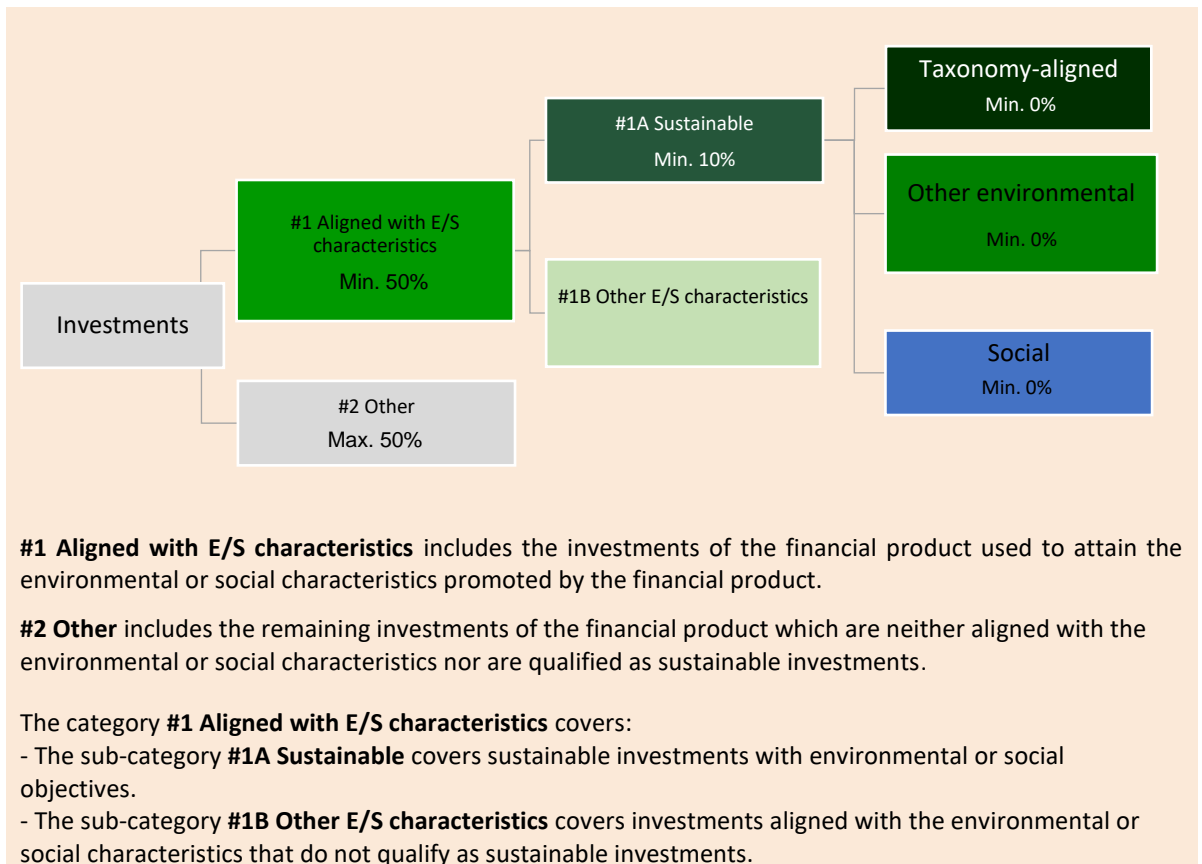 Taxonomy-aligned
Min. 0%
#1A Sustainable
Min. 10%
Other environmental
Min. 0%
#1 Aligned with E/S
characteristics
Min. 50%
#1B Other E/S characteristics
Investments
Social
Min. 0%
#2 Other
Max. 50%
#1 Aligned with E/S characteristics includes the investments of the financial product used to attain the
environmental or social characteristics promoted by the financial product.
#2 Other includes the remaining investments of the financial product which are neither aligned with the
environmental or social characteristics nor are qualified as sustainable investments.
The category #1 Aligned with E/S characteristics covers:
- The sub-category #1A Sustainable covers sustainable investments with environmental or social
objectives.
- The sub-category #1B Other E/S characteristics covers investments aligned with the environmental or
social characteristics that do not qualify as sustainable investments.